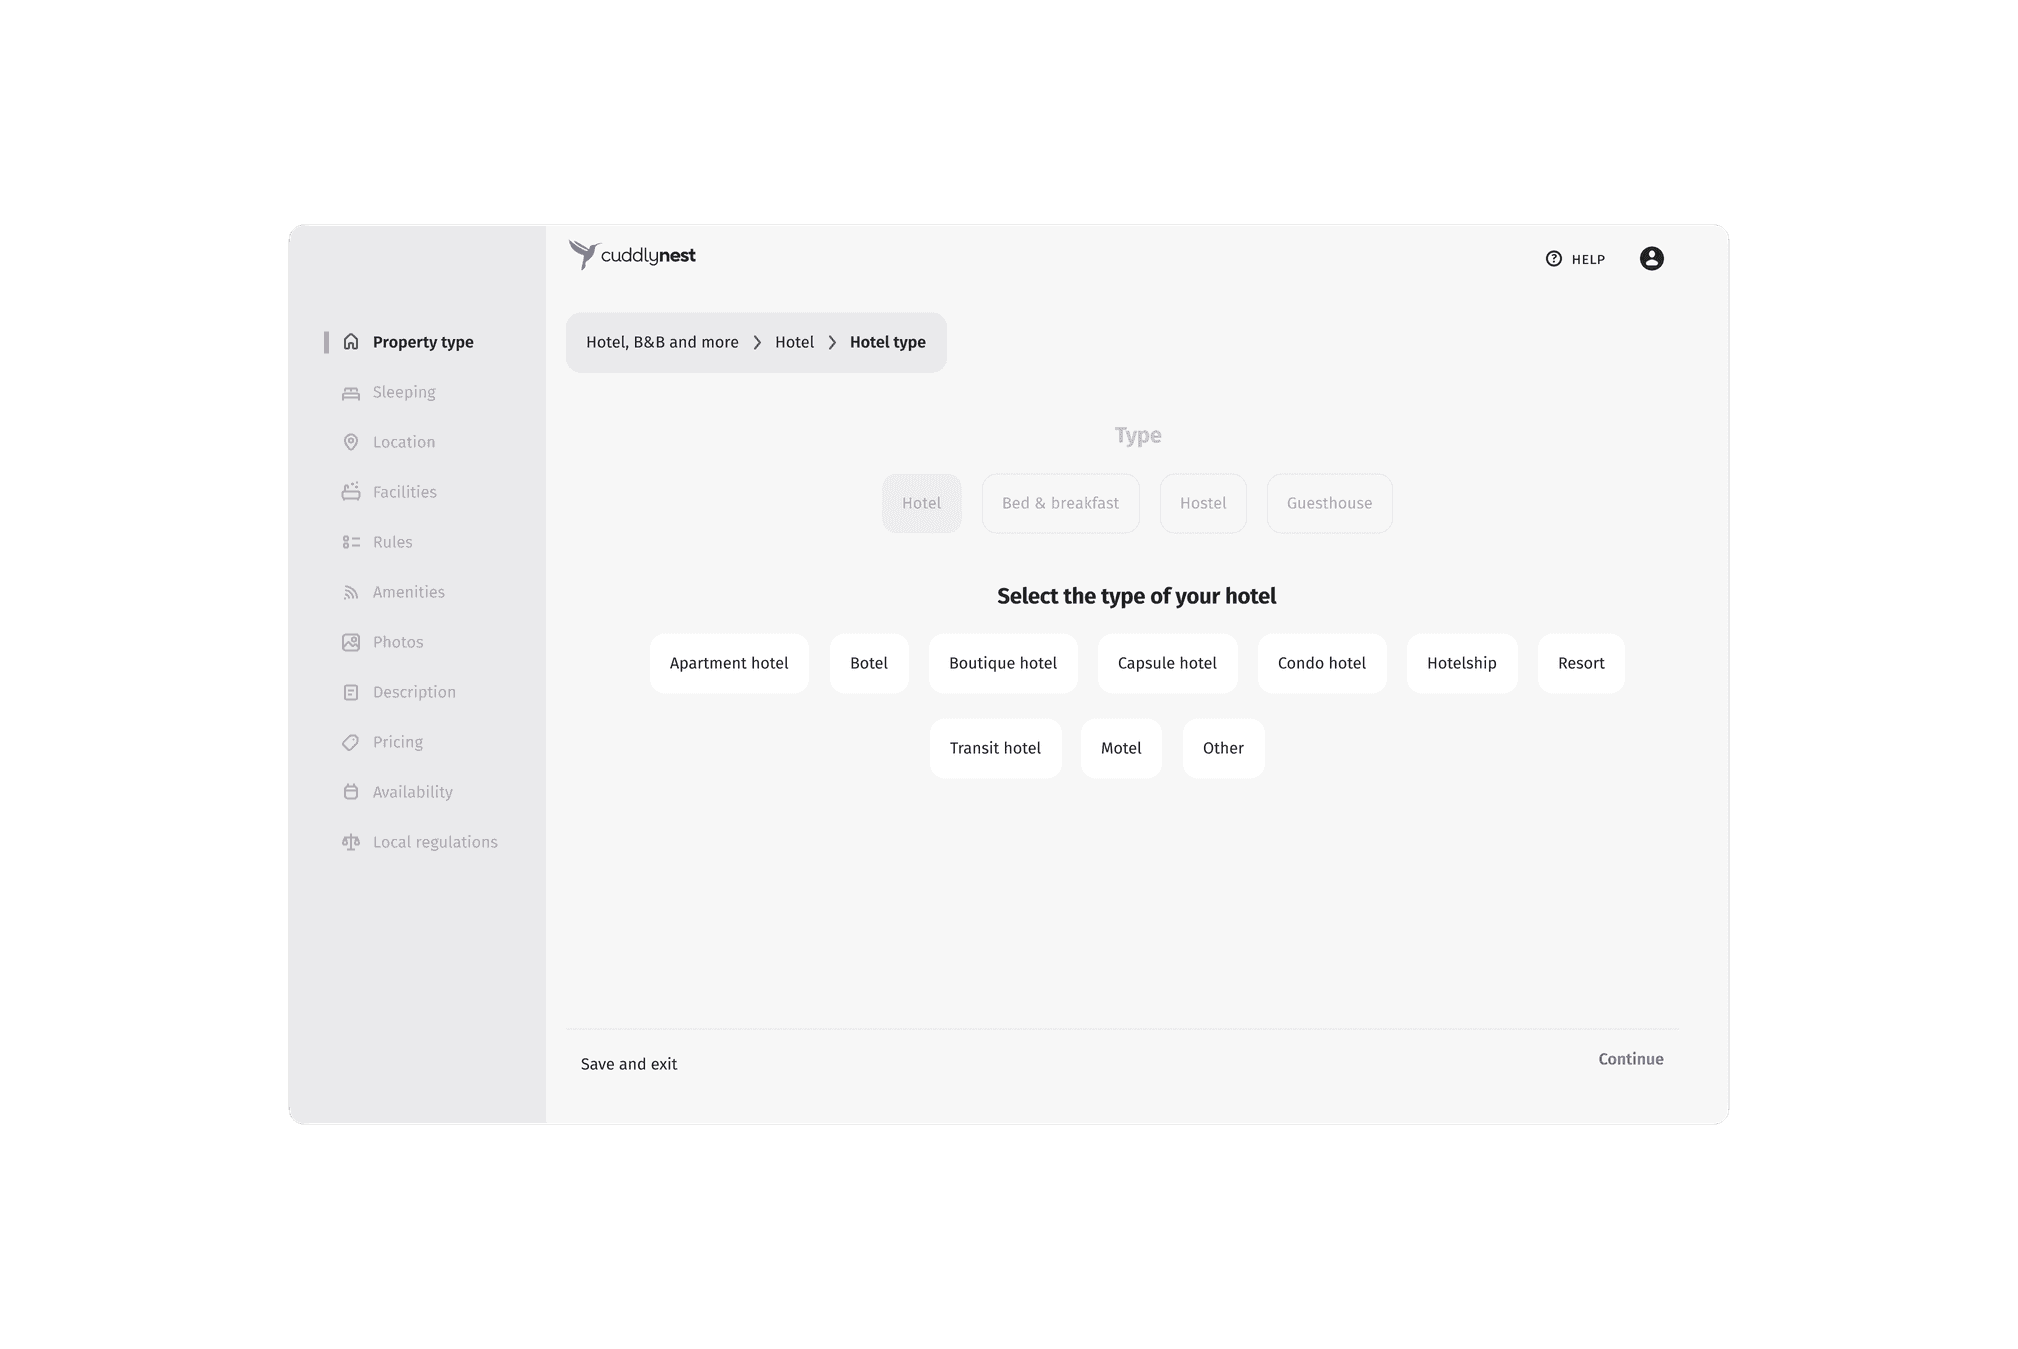 cuddlynest
HELP
Property type
Sleeping
Location
Facilities
Rules
Amenities
Photos
Description
Pricing
Availability
Local regulations
Hotel, B&B and more > Hotel > Hotel type
Type
Hotel Bed & breakfast Hostel Guesthouse
Select the type of your hotel
Apartment hotel Botel Boutique hotel Capsule hotel Condo hotel Hotelship Resort
Transit hotel Motel Other
Save and exit
Continue